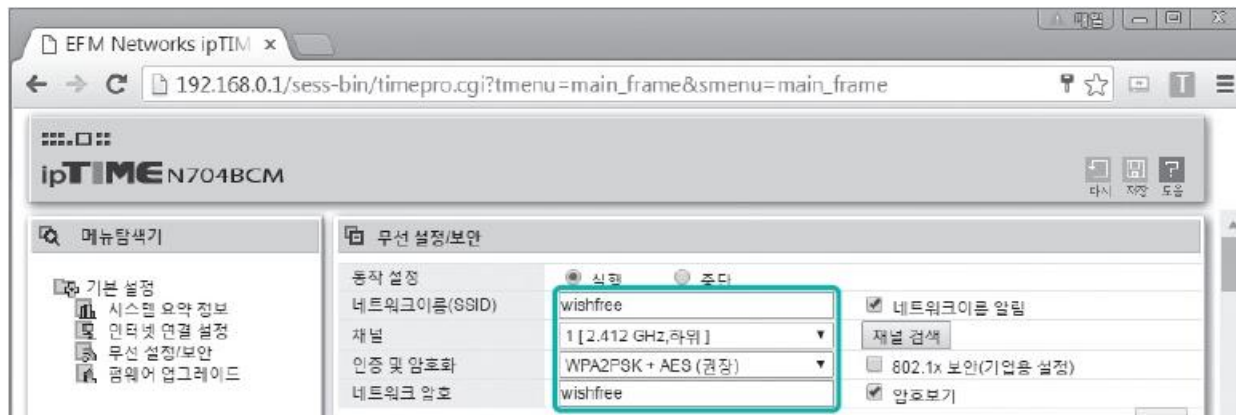 마열
EFM Networks ipTIM ×
192.168.0.1/sess-bin/timepro.cgi?tmenu=main_frame&smenu=main_frame
ipTIME N704BCM
다시 저장 도움
메뉴탐색기
무선 설정/보안
기본 설정
시스템 요약 정보
인터넷 연결 설정
무선 설정/보안
펌웨어 업그레이드
동작 설정 실행 중단
네트워크이름(SSID) wishfree 네트워크이름 알림
채널 1 [ 2.412 GHz,하위 ] 채널 검색
인증 및 암호화 WPA2PSK + AES (권장) 802.1x 보안(기업용 설정)
네트워크 암호 wishfree 암호보기